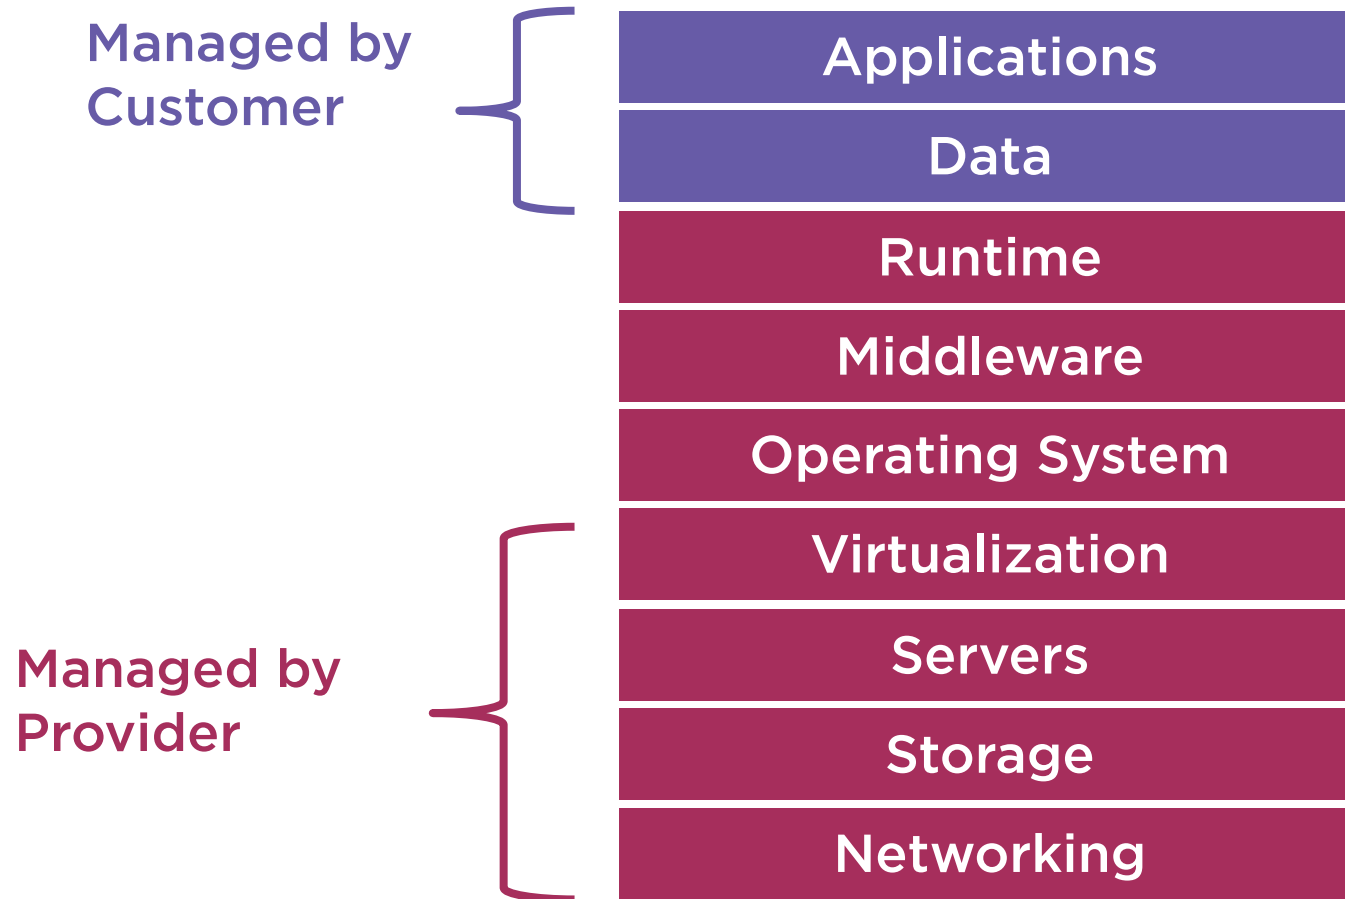 Managed by
Customer
Applications
Data
Runtime
Middleware
Operating System
Virtualization
Servers
Storage
Networking
Managed by
Provider